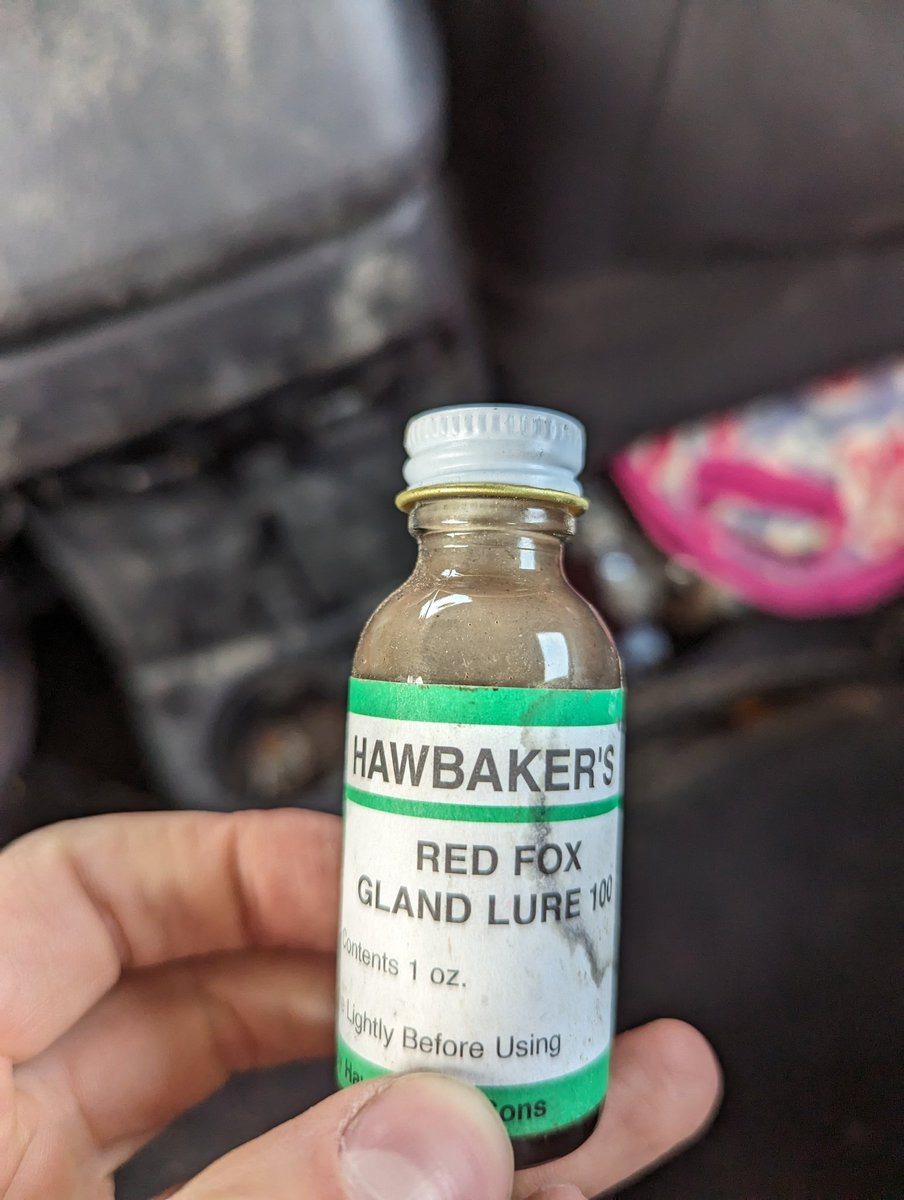 HAWBAKER'S
RED FOX
GLAND LURE 100
Contents 1 oz.
Lightly Before Using